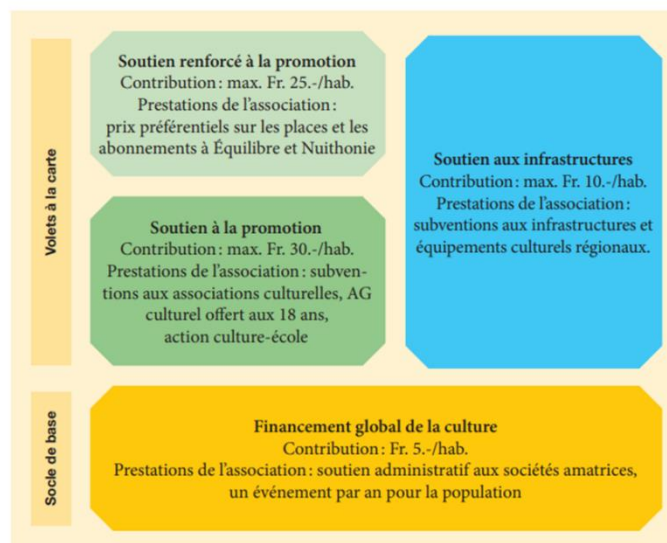 Volets à la carte
Soutien renforcé à la promotion
Contribution : max. Fr. 25.-/hab.
Prestations de l'association :
prix préférentiels sur les places et les
abonnements à Équilibre et Nuithonie
Soutien à la promotion
Contribution : max. Fr. 30.-/hab.
Prestations de l'association : subven-
tions aux associations culturelles, AG
culturel offert aux 18 ans,
action culture-école
Soutien aux infrastructures
Contribution : max. Fr. 10.-/hab.
Prestations de l'association :
subventions aux infrastructures et
équipements culturels régionaux.
Socle de base
Financement global de la culture
Contribution : Fr. 5.-/hab.
Prestations de l'association : soutien administratif aux sociétés amatrices,
un événement par an pour la population